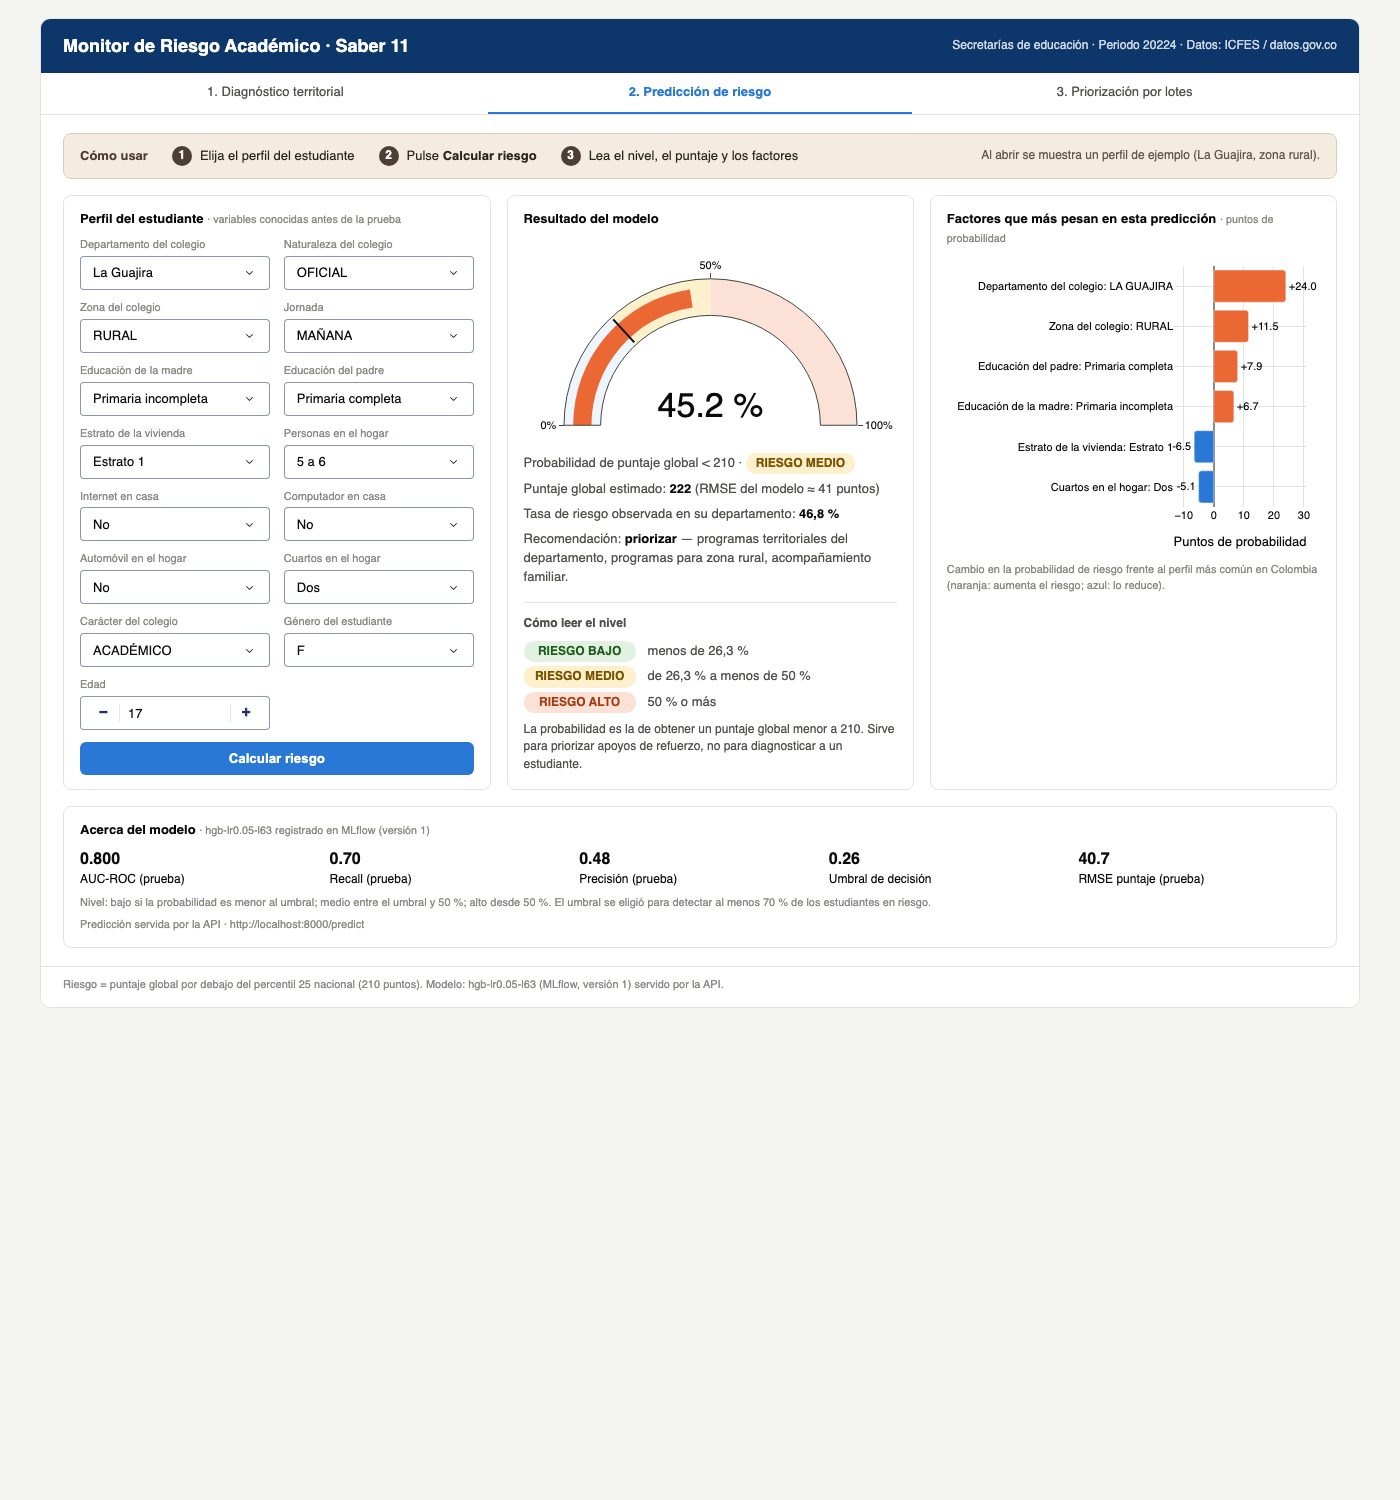 Monitor de Riesgo Académico · Saber 11
Secretarías de educación · Periodo 20224 · Datos: ICFES / datos.gov.co
1. Diagnóstico territorial
2. Predicción de riesgo
3. Priorización por lotes
Cómo usar
1 Elija el perfil del estudiante
2 Pulse Calcular riesgo
3 Lea el nivel, el puntaje y los factores
Al abrir se muestra un perfil de ejemplo (La Guajira, zona rural).
Perfil del estudiante · variables conocidas antes de la prueba
Departamento del colegio
La Guajira
Naturaleza del colegio
OFICIAL
Zona del colegio
RURAL
Jornada
MAÑANA
Educación de la madre
Primaria incompleta
Educación del padre
Primaria completa
Estrato de la vivienda
Estrato 1
Personas en el hogar
5 a 6
Internet en casa
No
Computador en casa
No
Automóvil en el hogar
No
Cuartos en el hogar
Dos
Carácter del colegio
ACADÉMICO
Género del estudiante
F
Edad
− 17 +
Calcular riesgo
Resultado del modelo
50%
0%
100%
45.2 %
Probabilidad de puntaje global < 210 · RIESGO MEDIO
Puntaje global estimado: 222 (RMSE del modelo ≈ 41 puntos)
Tasa de riesgo observada en su departamento: 46,8 %
Recomendación: priorizar — programas territoriales del
departamento, programas para zona rural, acompañamiento
familiar.
Cómo leer el nivel
RIESGO BAJO menos de 26,3 %
RIESGO MEDIO de 26,3 % a menos de 50 %
RIESGO ALTO 50 % o más
La probabilidad es la de obtener un puntaje global menor a 210. Sirve
para priorizar apoyos de refuerzo, no para diagnosticar a un
estudiante.
Factores que más pesan en esta predicción · puntos de
probabilidad
Departamento del colegio: LA GUAJIRA +24.0
Zona del colegio: RURAL +11.5
Educación del padre: Primaria completa +7.9
Educación de la madre: Primaria incompleta +6.7
Estrato de la vivienda: Estrato 1 -6.5
Cuartos en el hogar: Dos -5.1
−10 0 10 20 30
Puntos de probabilidad
Cambio en la probabilidad de riesgo frente al perfil más común en Colombia
(naranja: aumenta el riesgo; azul: lo reduce).
Acerca del modelo · hgb-lr0.05-l63 registrado en MLflow (versión 1)
0.800
AUC-ROC (prueba)
0.70
Recall (prueba)
0.48
Precisión (prueba)
0.26
Umbral de decisión
40.7
RMSE puntaje (prueba)
Nivel: bajo si la probabilidad es menor al umbral; medio entre el umbral y 50 %; alto desde 50 %. El umbral se eligió para detectar al menos 70 % de los estudiantes en riesgo.
Predicción servida por la API · http://localhost:8000/predict
Riesgo = puntaje global por debajo del percentil 25 nacional (210 puntos). Modelo: hgb-lr0.05-l63 (MLflow, versión 1) servido por la API.